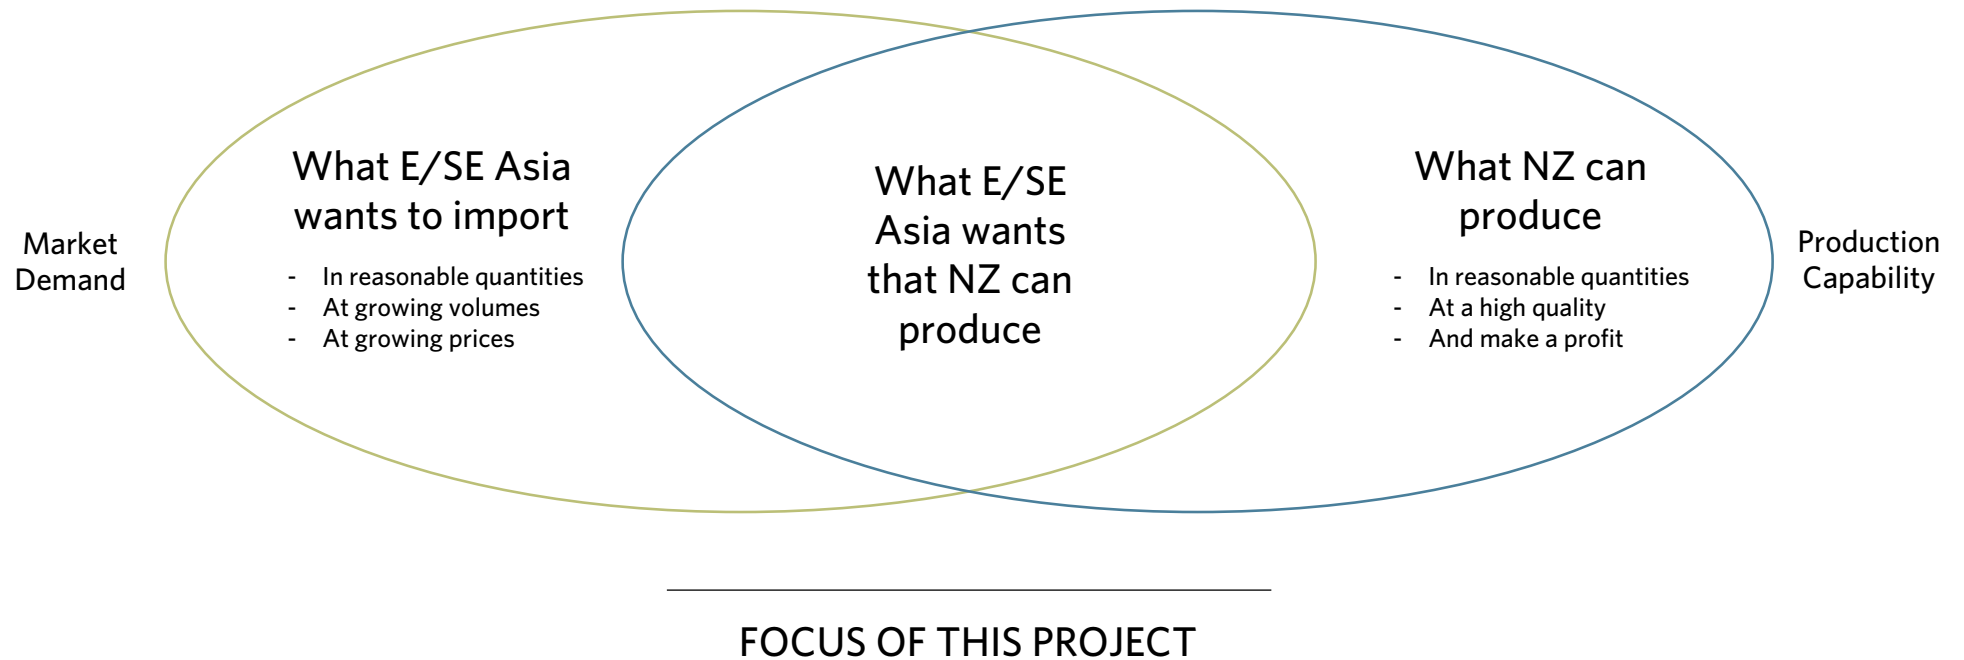 Market
Demand
What E/SE Asia
wants to import
- In reasonable quantities
- At growing volumes
- At growing prices
What E/SE
Asia wants
that NZ can
produce
What NZ can
produce
- In reasonable quantities
- At a high quality
- And make a profit
Production
Capability
FOCUS OF THIS PROJECT